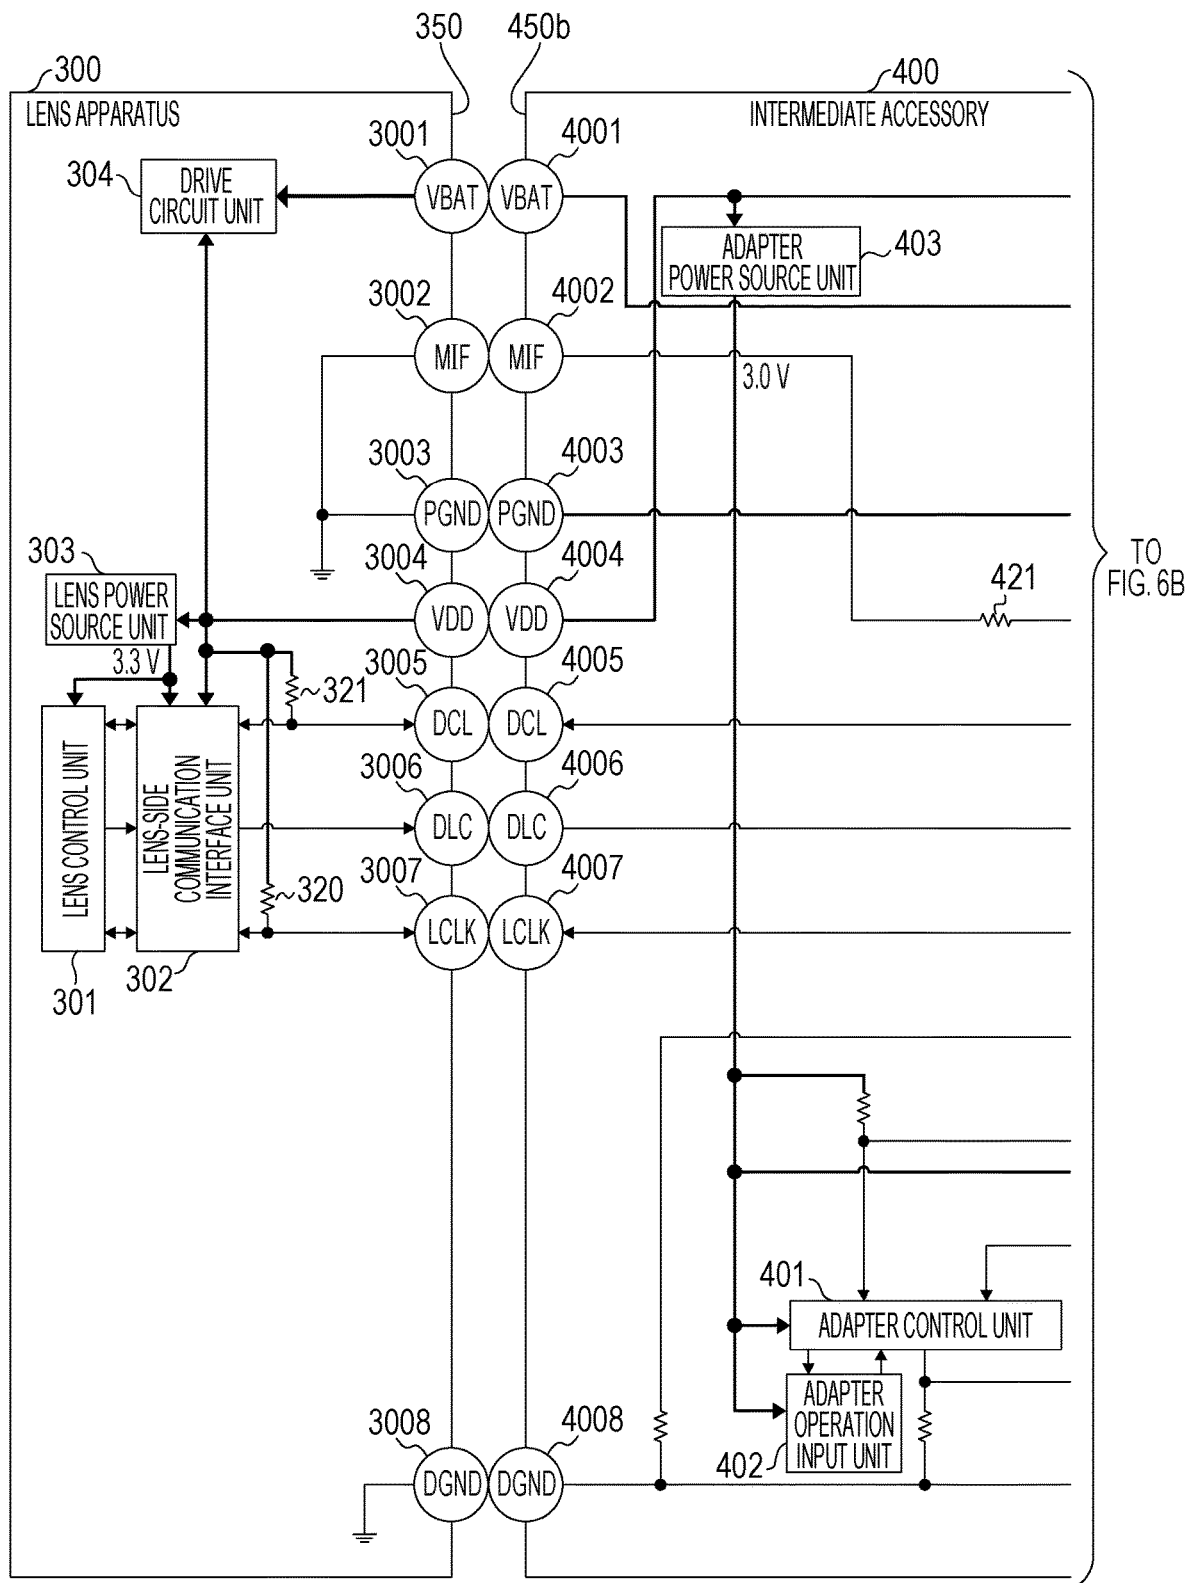 350
450b
300
400
LENS APPARATUS
INTERMEDIATE ACCESSORY
3001
4001
304
DRIVE
CIRCUIT UNIT
VBAT
VBAT
ADAPTER
POWER SOURCE UNIT
403
3002
4002
MIF
MIF
3.0 V
3003
4003
PGND
PGND
303
3004
4004
TO
FIG. 6B
LENS POWER
SOURCE UNIT
VDD
VDD
421
3.3 V
3005
4005
321
DCL
DCL
3006
4006
LENS CONTROL UNIT
LENS-SIDE
COMMUNICATION
INTERFACE UNIT
DLC
DLC
320
3007
4007
LCLK
LCLK
301
302
401
ADAPTER CONTROL UNIT
ADAPTER
OPERATION
INPUT UNIT
402
3008
4008
DGND
DGND